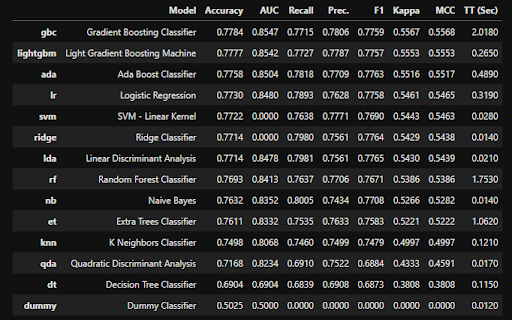 Model Accuracy AUC Recall Prec. F1 Kappa MCC TT (Sec)
gbc Gradient Boosting Classifier 0.7784 0.8547 0.7715 0.7806 0.7759 0.5567 0.5568 2.0180
lightgbm Light Gradient Boosting Machine 0.7777 0.8542 0.7727 0.7787 0.7757 0.5553 0.5553 0.2650
ada Ada Boost Classifier 0.7758 0.8504 0.7818 0.7709 0.7763 0.5516 0.5517 0.4890
lr Logistic Regression 0.7730 0.8480 0.7893 0.7628 0.7758 0.5461 0.5465 0.3190
svm SVM - Linear Kernel 0.7722 0.0000 0.7638 0.7771 0.7690 0.5443 0.5463 0.0280
ridge Ridge Classifier 0.7714 0.0000 0.7980 0.7561 0.7764 0.5429 0.5438 0.0140
lda Linear Discriminant Analysis 0.7714 0.8478 0.7981 0.7561 0.7765 0.5430 0.5439 0.0210
rf Random Forest Classifier 0.7693 0.8413 0.7637 0.7706 0.7671 0.5386 0.5386 1.7530
nb Naive Bayes 0.7632 0.8352 0.8005 0.7434 0.7708 0.5266 0.5282 0.0140
et Extra Trees Classifier 0.7611 0.8332 0.7535 0.7633 0.7583 0.5221 0.5222 1.0620
knn K Neighbors Classifier 0.7498 0.8068 0.7460 0.7499 0.7479 0.4997 0.4997 0.1210
qda Quadratic Discriminant Analysis 0.7168 0.8234 0.6910 0.7522 0.6884 0.4333 0.4591 0.0170
dt Decision Tree Classifier 0.6904 0.6904 0.6839 0.6908 0.6873 0.3808 0.3808 0.1150
dummy Dummy Classifier 0.5025 0.5000 0.0000 0.0000 0.0000 0.0000 0.0000 0.0120